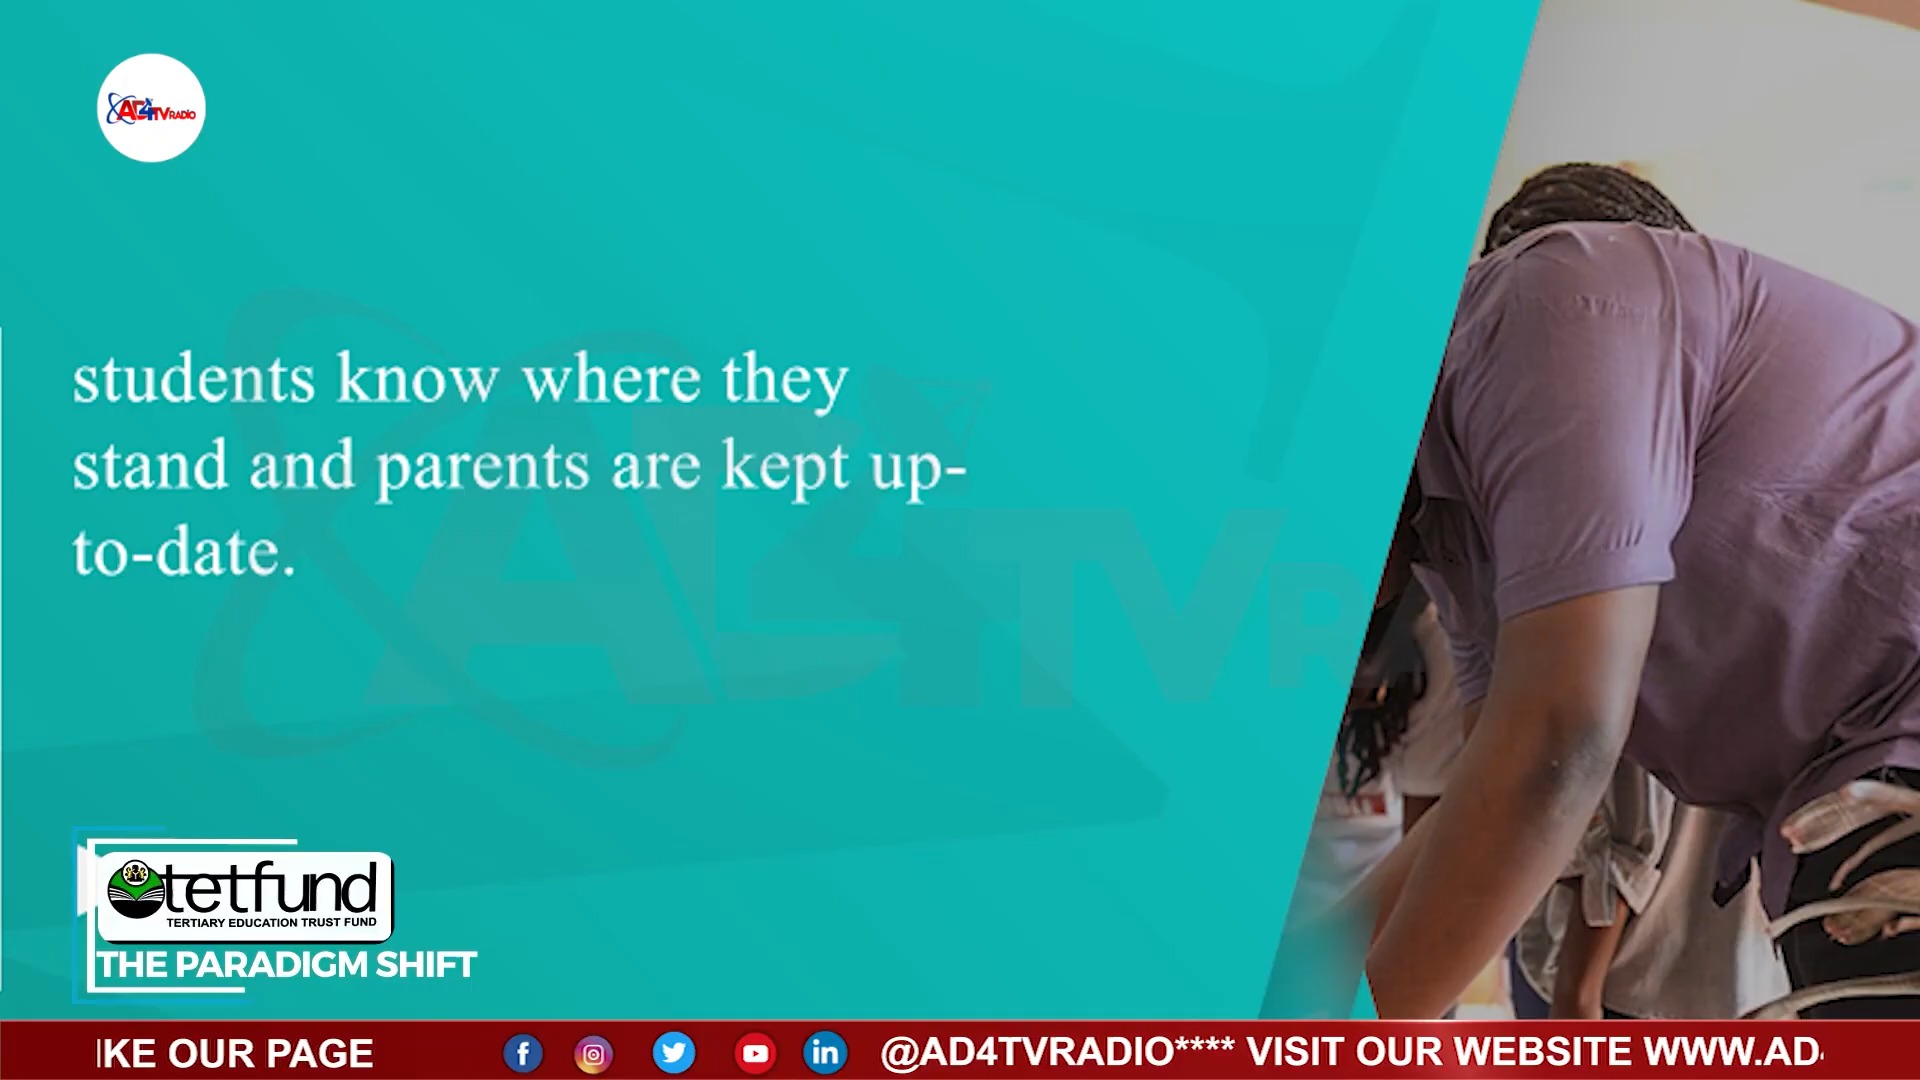 AD4TV RADIO
students know where they
stand and parents are kept up-
to-date.
tetfund
TERTIARY EDUCATION TRUST FUND
THE PARADIGM SHIFT
KE OUR PAGE
@AD4TVRADIO**** VISIT OUR WEBSITE WWW.AD